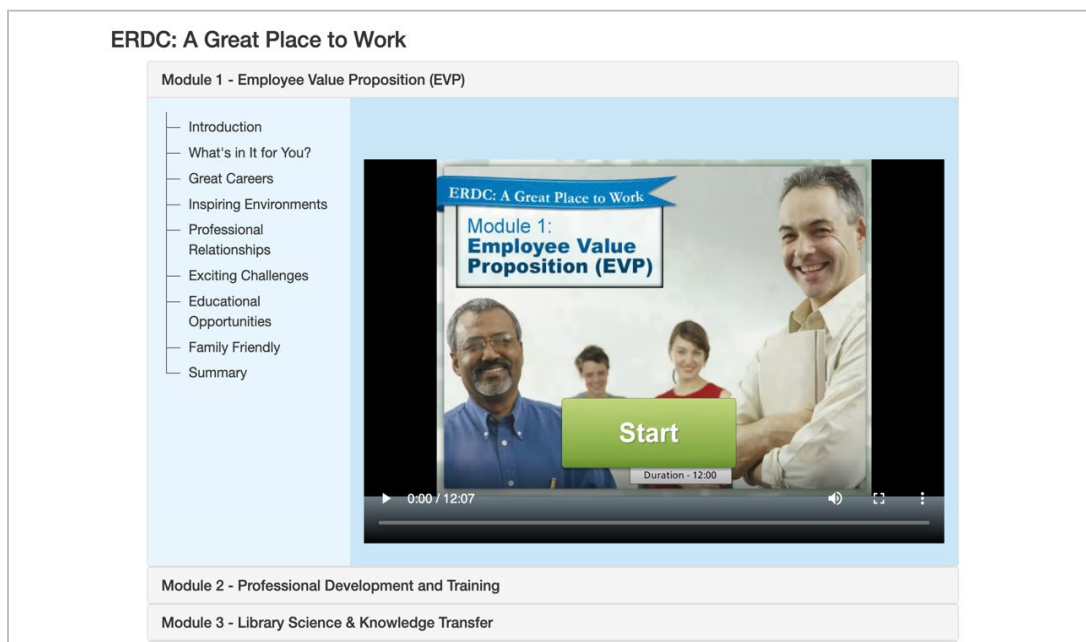 ERDC: A Great Place to Work
Module 1 - Employee Value Proposition (EVP)
Introduction
What's in It for You?
Great Careers
Inspiring Environments
Professional
Relationships
Exciting Challenges
Educational
Opportunities
Family Friendly
Summary
ERDC: A Great Place to Work
Module 1:
Employee Value
Proposition (EVP)
Start
Duration - 12:00
0:00 / 12:07
Module 2 - Professional Development and Training
Module 3 - Library Science & Knowledge Transfer